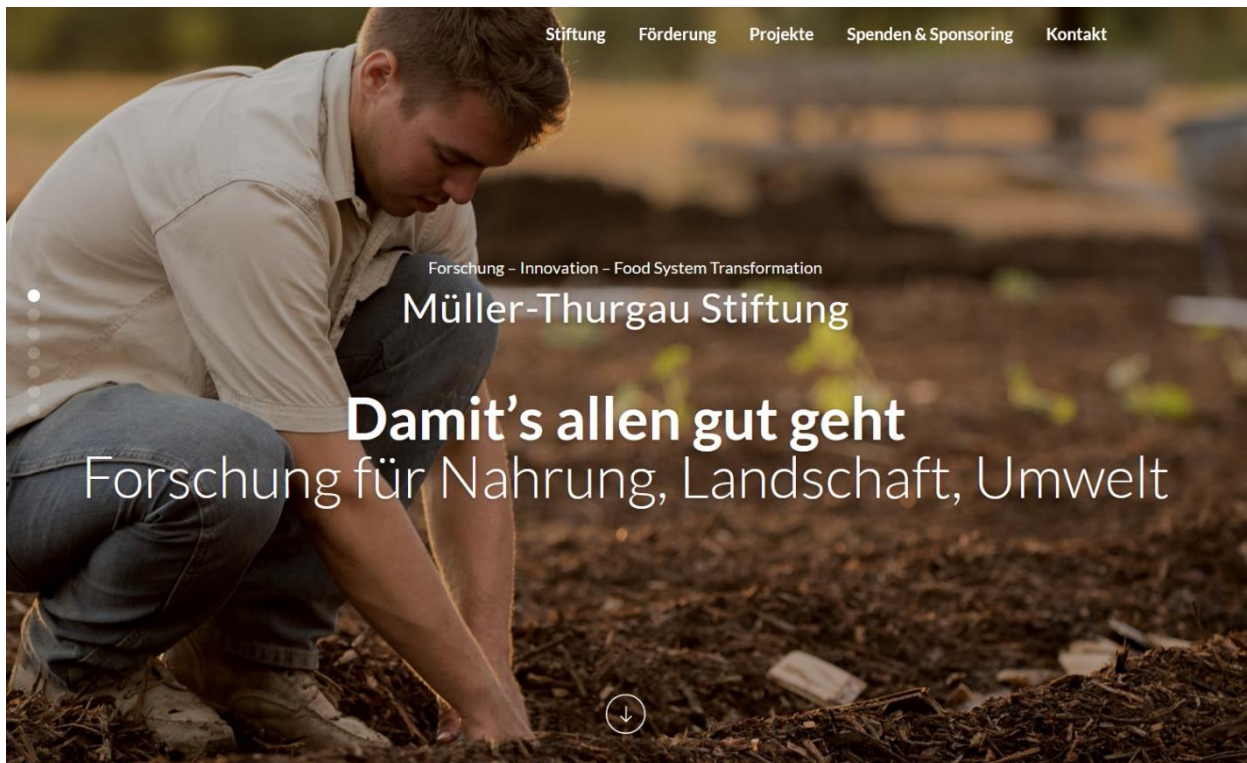 Stiftung Förderung Projekte Spenden & Sponsoring Kontakt
Forschung – Innovation – Food System Transformation
Müller-Thurgau Stiftung
Damit’s allen gut geht
Forschung für Nahrung, Landschaft, Umwelt